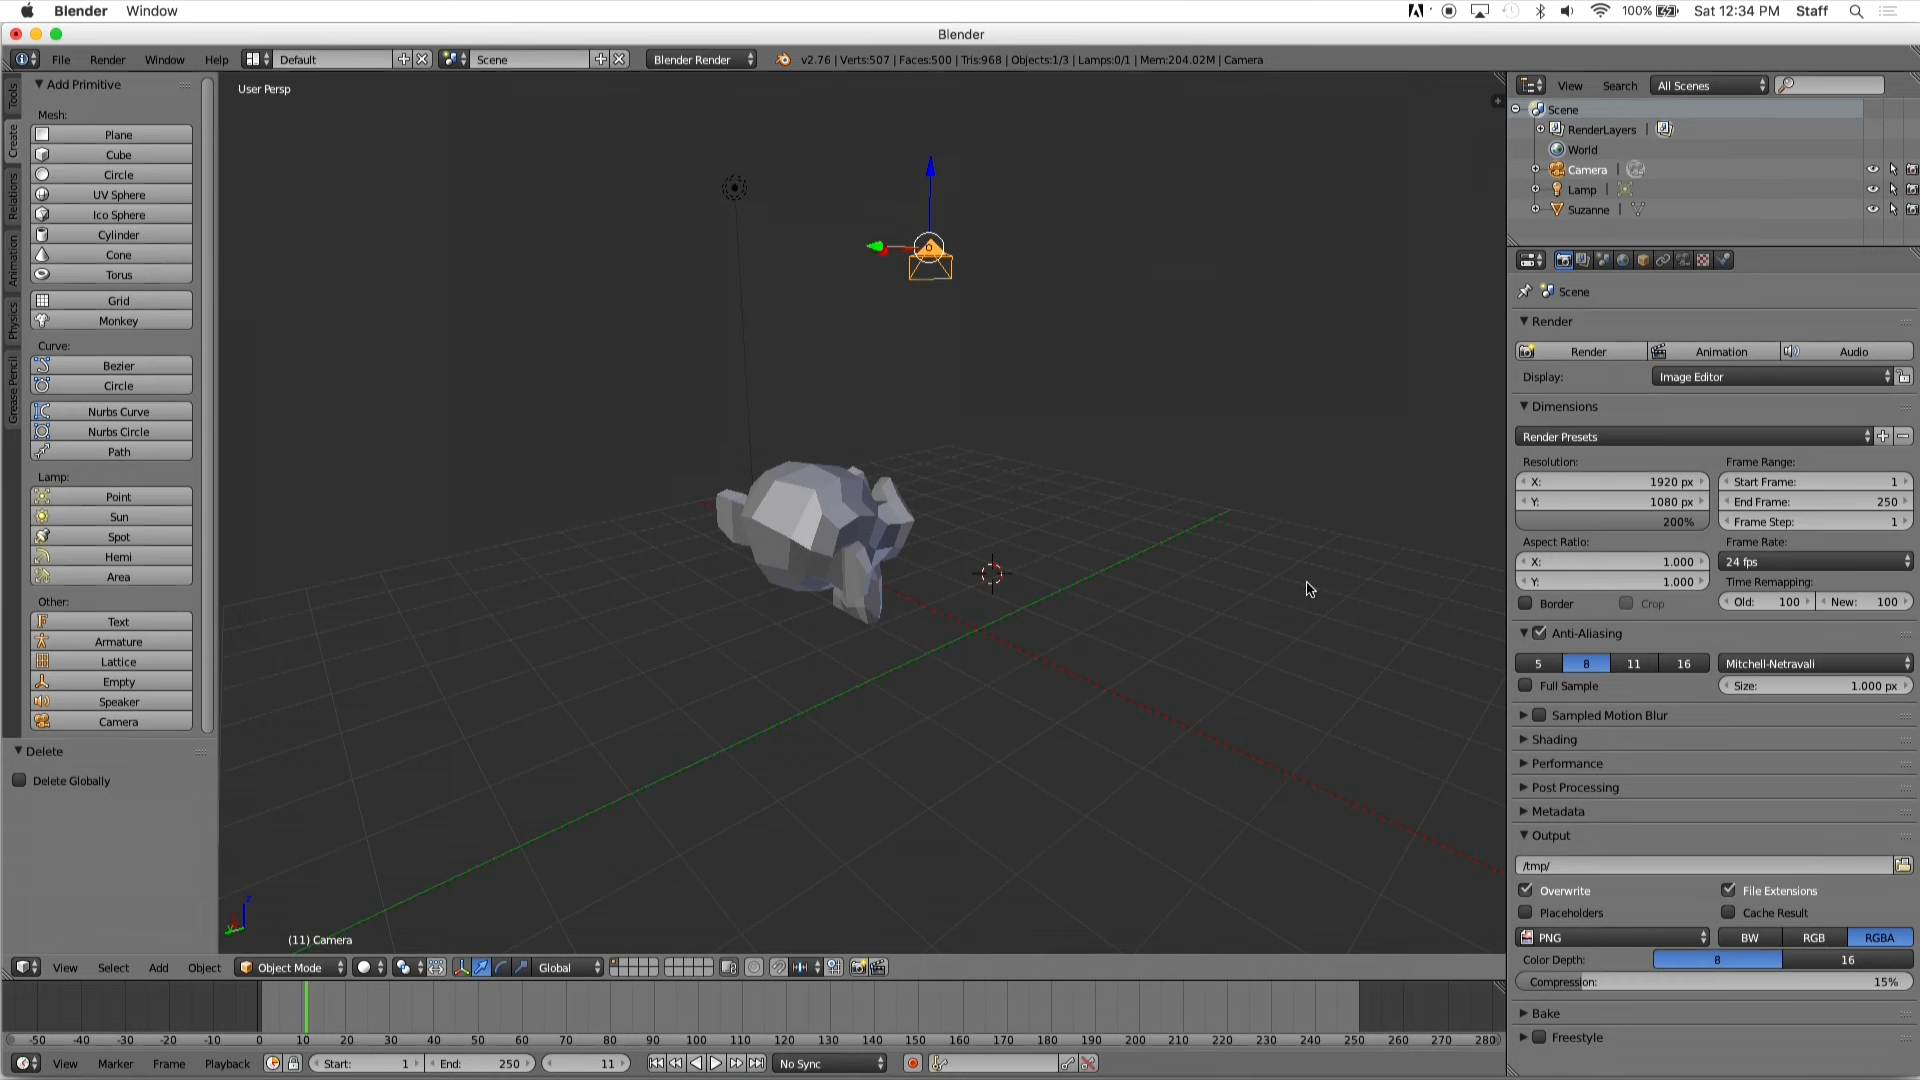 Blender Window
100% Sat 12:34 PM Staff
Blender
File Render Window Help Default Scene Blender Render v2.76 | Verts:507 | Faces:500 | Tris:968 | Objects:1/3 | Lamps:0/1 | Mem:204.02M | Camera
Tools
Create
Relations
Animation
Physics
Grease Pencil
Add Primitive
Mesh:
Plane
Cube
Circle
UV Sphere
Ico Sphere
Cylinder
Cone
Torus
Grid
Monkey
Curve:
Bezier
Circle
Nurbs Curve
Nurbs Circle
Path
Lamp:
Point
Sun
Spot
Hemi
Area
Other:
Text
Armature
Lattice
Empty
Speaker
Camera
Delete
Delete Globally
User Persp
(11) Camera
View Select Add Object Object Mode Global
-50 -40 -30 -20 -10 0 10 20 30 40 50 60 70 80 90 100 110 120 130 140 150 160 170 180 190 200 210 220 230 240 250 260 270 280
View Marker Frame Playback Start: 1 End: 250 11 No Sync
View Search All Scenes
Scene
RenderLayers |
World
Camera |
Lamp |
Suzanne |
Scene
Render
Render Animation Audio
Display: Image Editor
Dimensions
Render Presets
Resolution: Frame Range:
X: 1920 px Start Frame: 1
Y: 1080 px End Frame: 250
200% Frame Step: 1
Aspect Ratio: Frame Rate:
X: 1.000 24 fps
Y: 1.000 Time Remapping:
Border Crop Old: 100 New: 100
Anti-Aliasing
5 8 11 16 Mitchell-Netravali
Full Sample Size: 1.000 px
Sampled Motion Blur
Shading
Performance
Post Processing
Metadata
Output
/tmp/
Overwrite File Extensions
Placeholders Cache Result
PNG BW RGB RGBA
Color Depth: 8 16
Compression: 15%
Bake
Freestyle